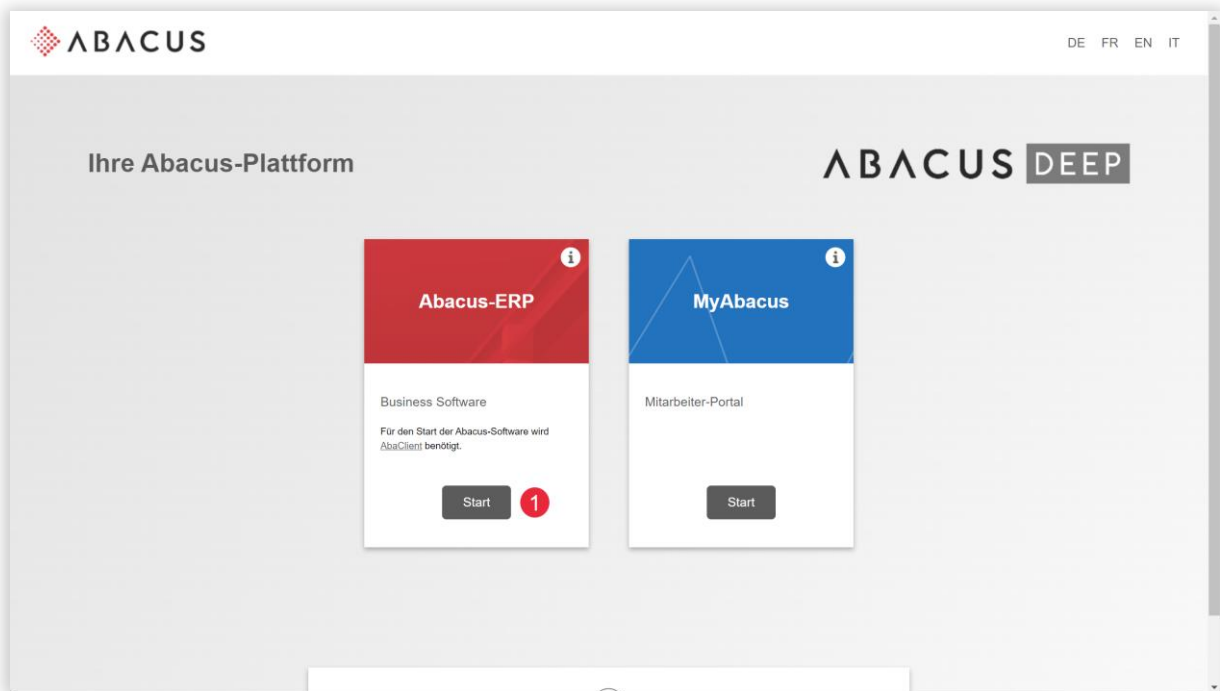 ABACUS
DE FR EN IT
Ihre Abacus-Plattform
ABACUS DEEP
Abacus-ERP
MyAbacus
Business Software
Für den Start der Abacus-Software wird
AbaClient benötigt.
Mitarbeiter-Portal
Start
1
Start